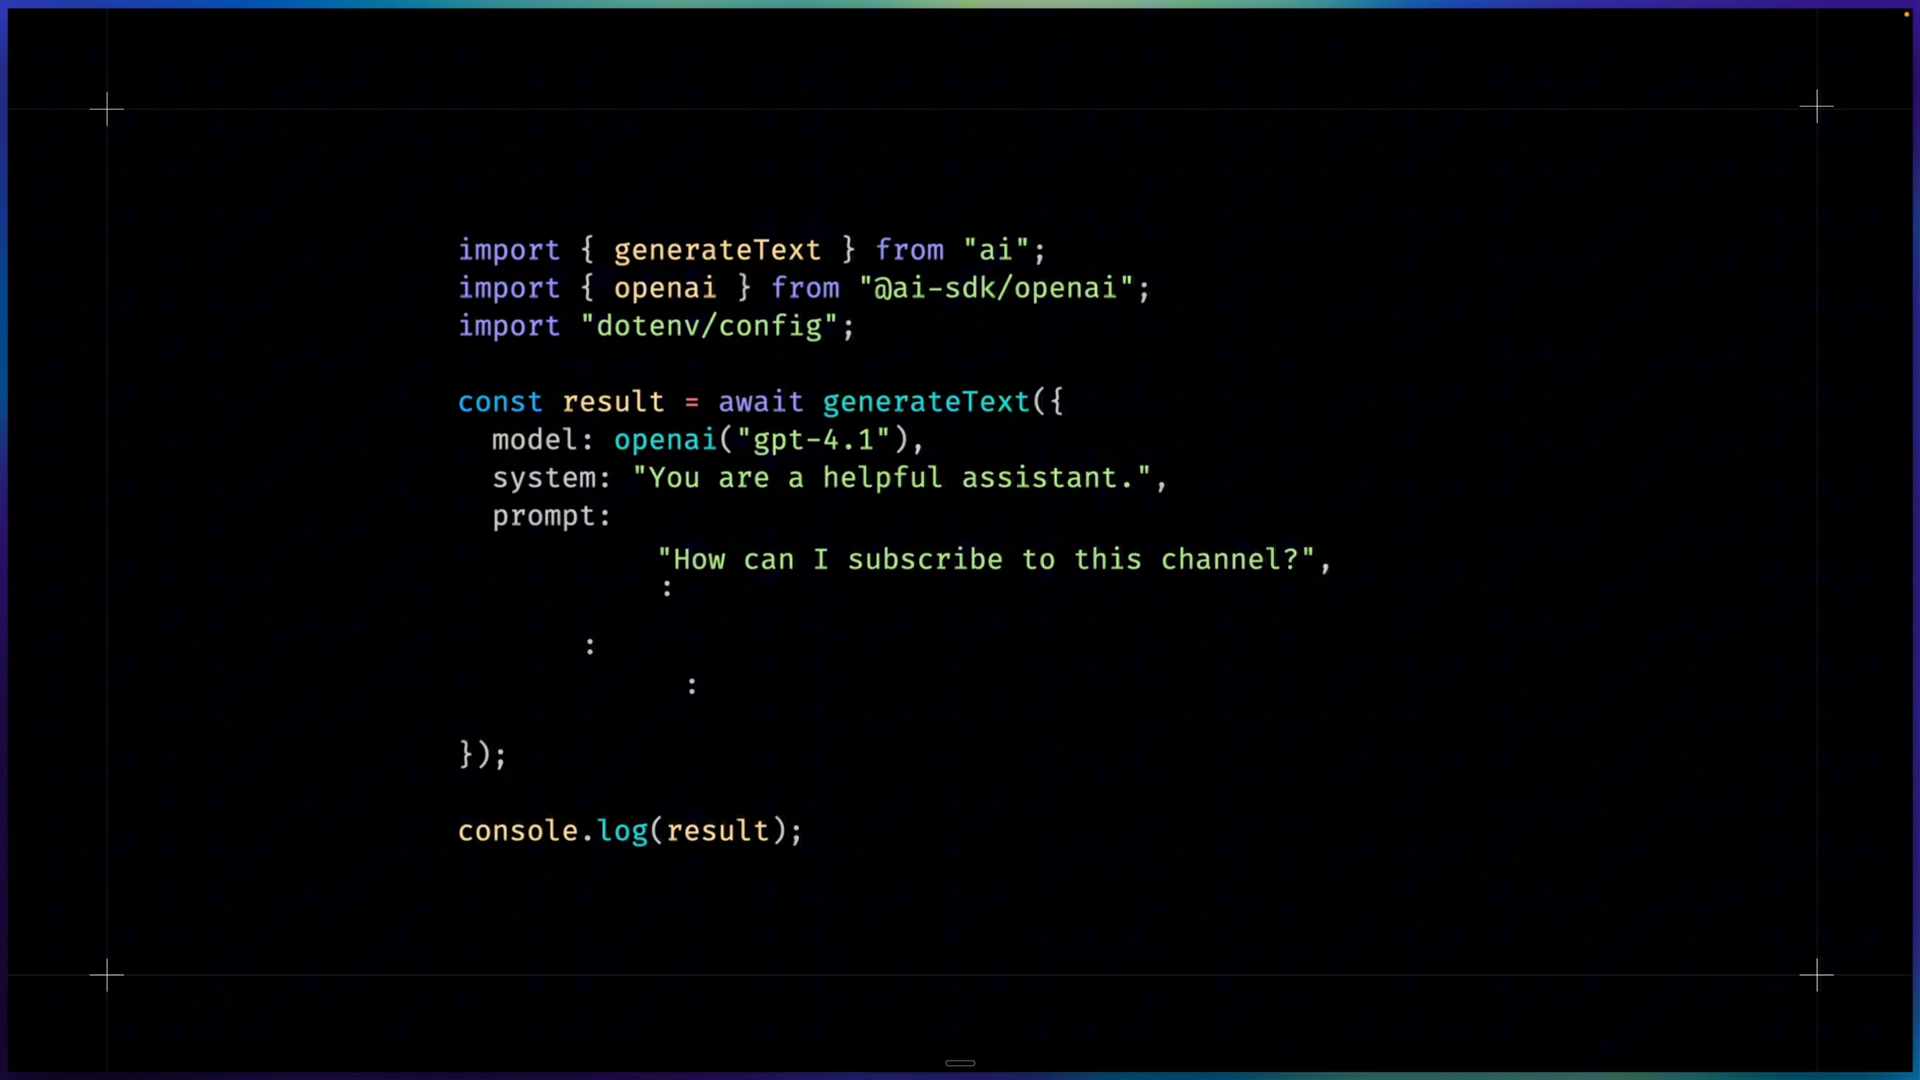 import { generateText } from "ai";
import { openai } from "@ai-sdk/openai";
import "dotenv/config";
const result = await generateText({
model: openai("gpt-4.1"),
system: "You are a helpful assistant.",
prompt:
"How can I subscribe to this channel?",
:
:
:
});
console.log(result);